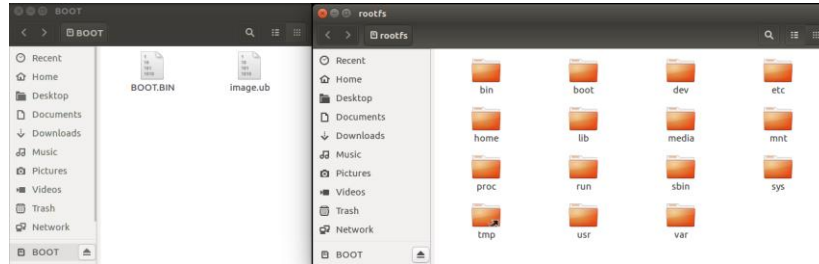 BOOT
BOOT
Recent
Home
Desktop
Documents
Downloads
Music
Pictures
Videos
Trash
Network
BOOT
BOOT.BIN image.ub
rootfs
rootfs
Recent
Home
Desktop
Documents
Downloads
Music
Pictures
Videos
Trash
Network
BOOT
bin boot dev etc
home lib media mnt
proc run sbin sys
tmp usr var